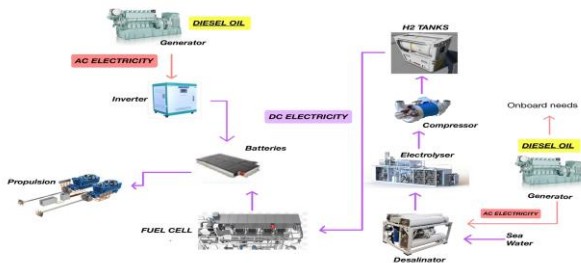 DIESEL OIL
Generator
AC ELECTRICITY
Inverter
Batteries
Propulsion
FUEL CELL
DC ELECTRICITY
H2 TANKS
Compressor
Electrolyser
Desalinator
Onboard needs
DIESEL OIL
Generator
AC ELECTRICITY
Sea
Water